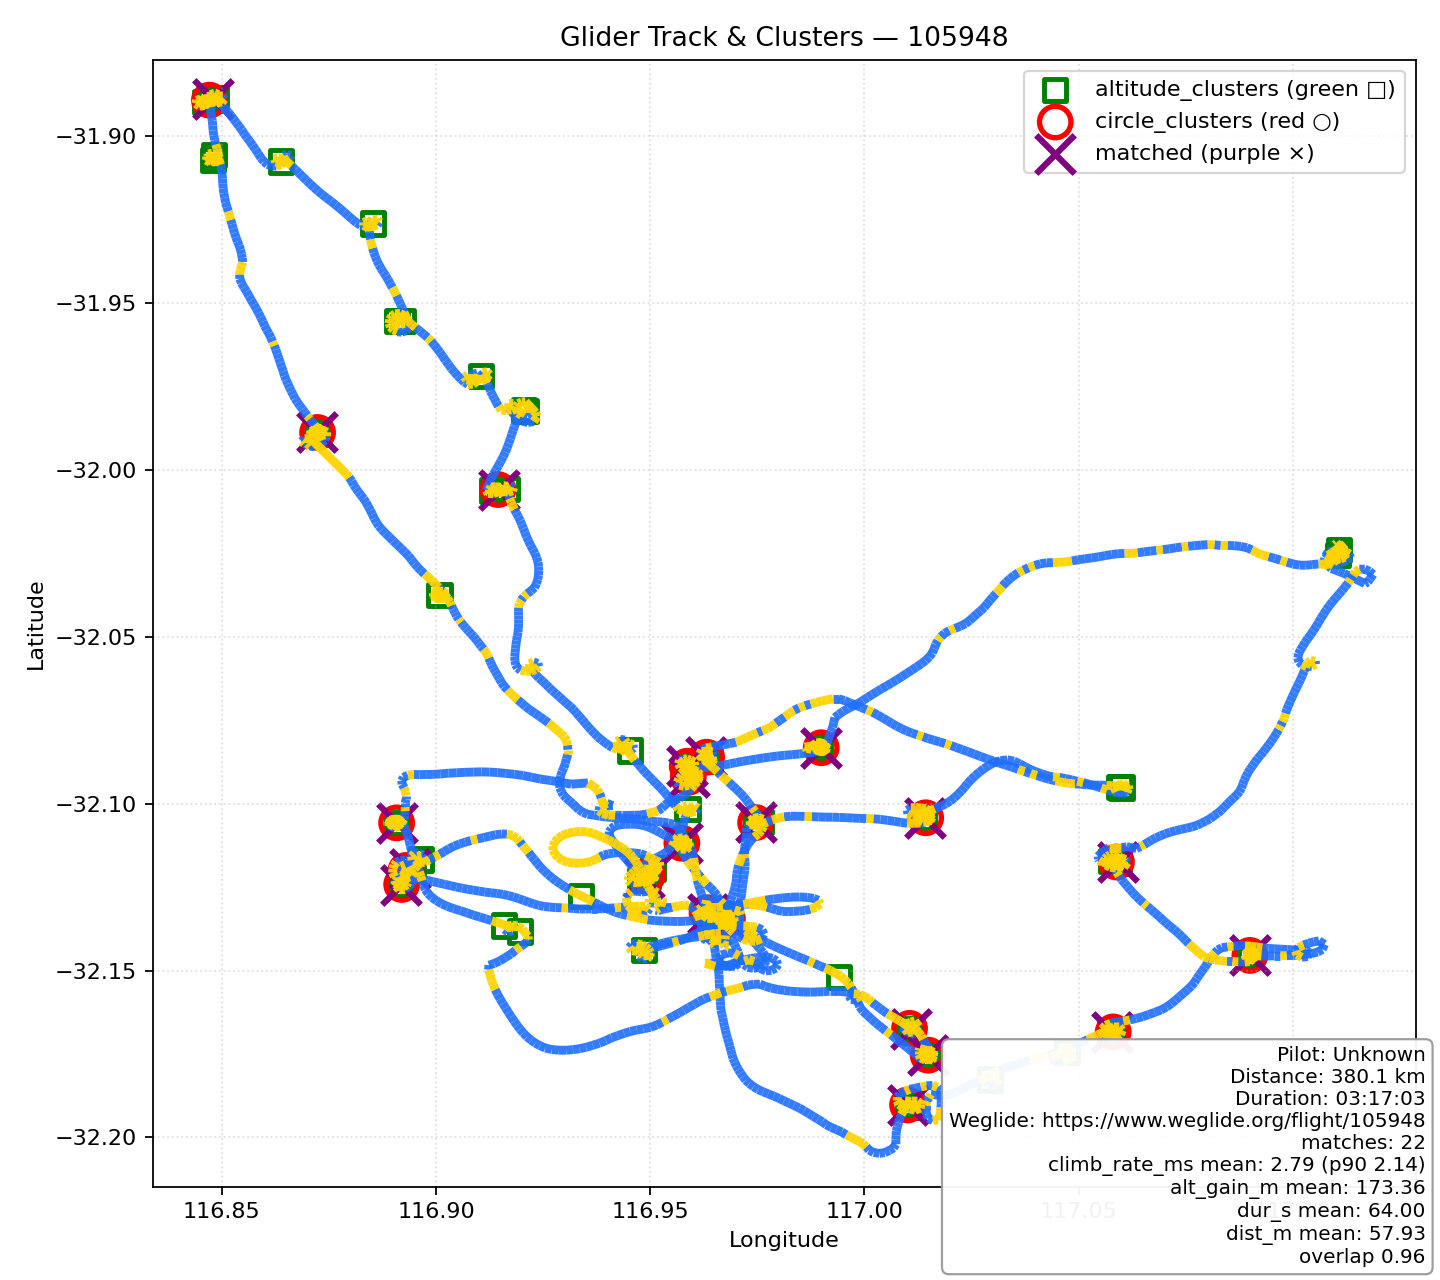 Glider Track & Clusters — 105948
altitude_clusters (green □)
circle_clusters (red ○)
matched (purple ×)
−31.90
−31.95
−32.00
−32.05
−32.10
−32.15
−32.20
Latitude
116.85
116.90
116.95
117.00
117.05
Longitude
Pilot: Unknown
Distance: 380.1 km
Duration: 03:17:03
Weglide: https://www.weglide.org/flight/105948
matches: 22
climb_rate_ms mean: 2.79 (p90 2.14)
alt_gain_m mean: 173.36
dur_s mean: 64.00
dist_m mean: 57.93
overlap 0.96